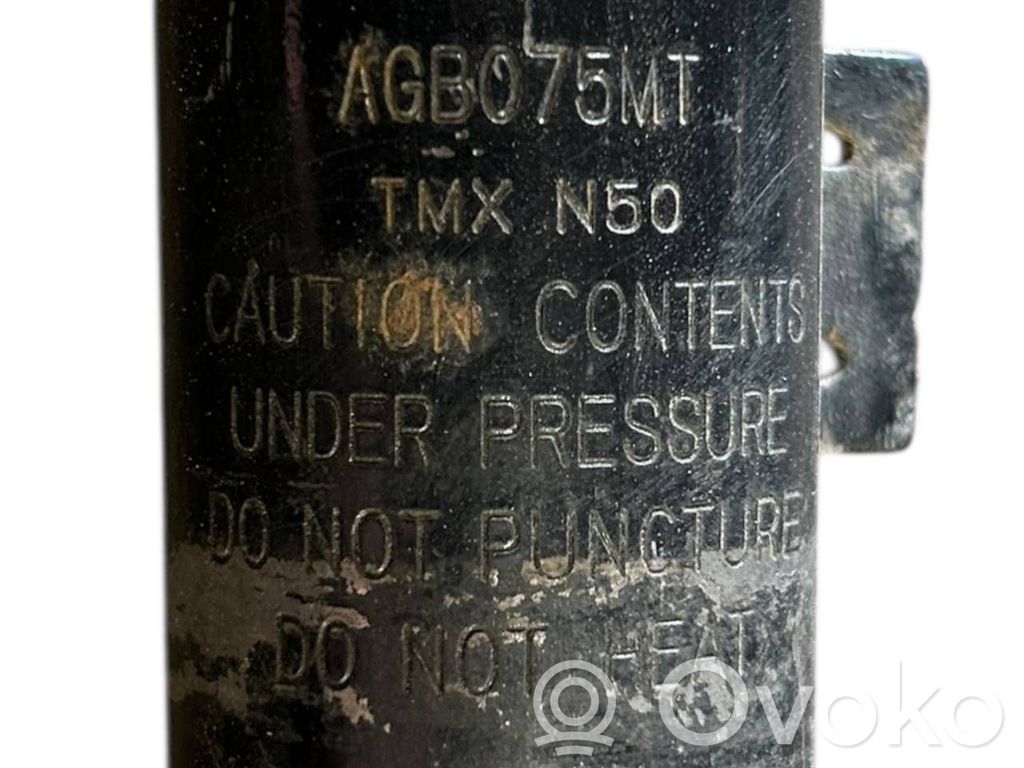 AGB075MT
TMX N50
CAUTION CONTENTS
UNDER PRESSURE
DO NOT PUNCTURE
DO NOT HEAT
Ovoko